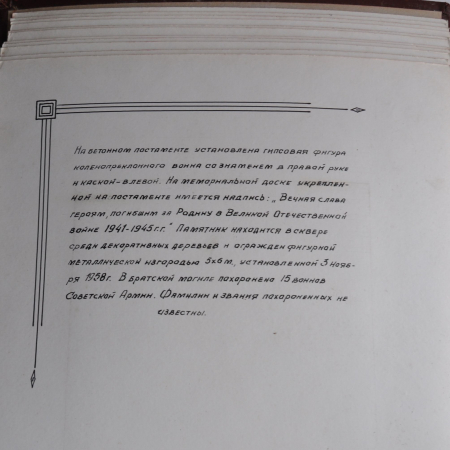 На бетонном постаменте установлена гипсовая фигура
коленопреклонного воина со знаменем в правой руке
и каской-в левой. На мемориальной доске укреплен-
ной на постаменте имеется надпись: „Вечная слава
героям, погибшим за Родину в Великой Отечественной
войне 1941-1945 г.г.” Памятник находится в сквере
среди декоративных деревьев и огражден фигурной
металлической изгородью 5х6м, установленной 3 нояб-
ря 1958г. В братской могиле похоронено 15 воинов
Советской Армии. Фамилии и звания похороненных не
известны.